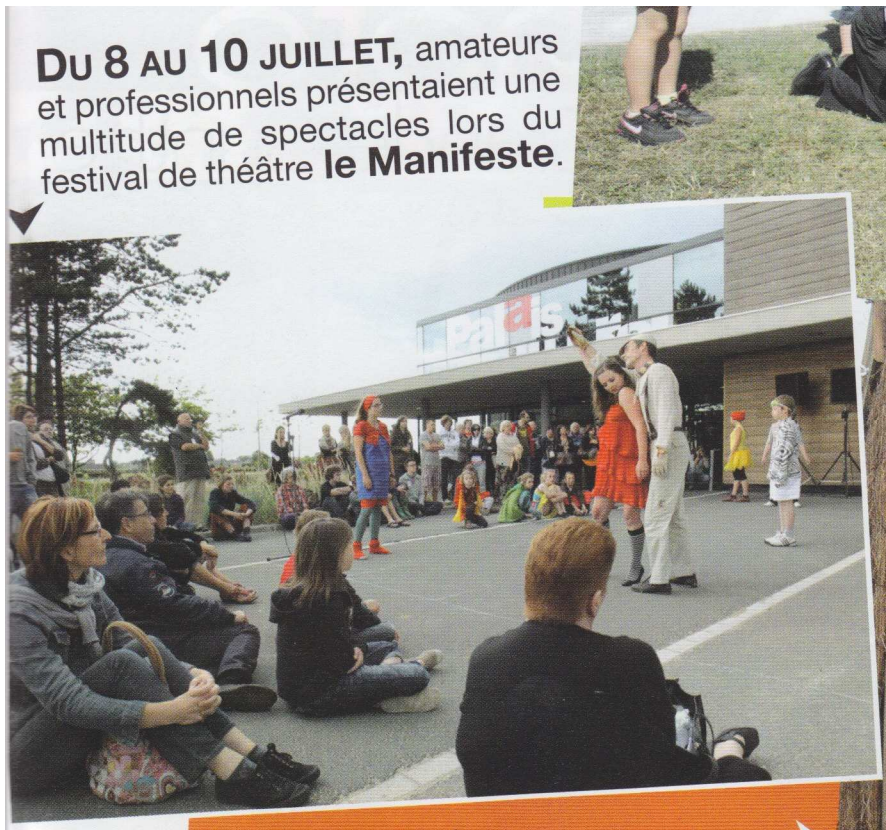 DU 8 AU 10 JUILLET, amateurs
et professionnels présentaient une
multitude de spectacles lors du
festival de théâtre le Manifeste.
Palais